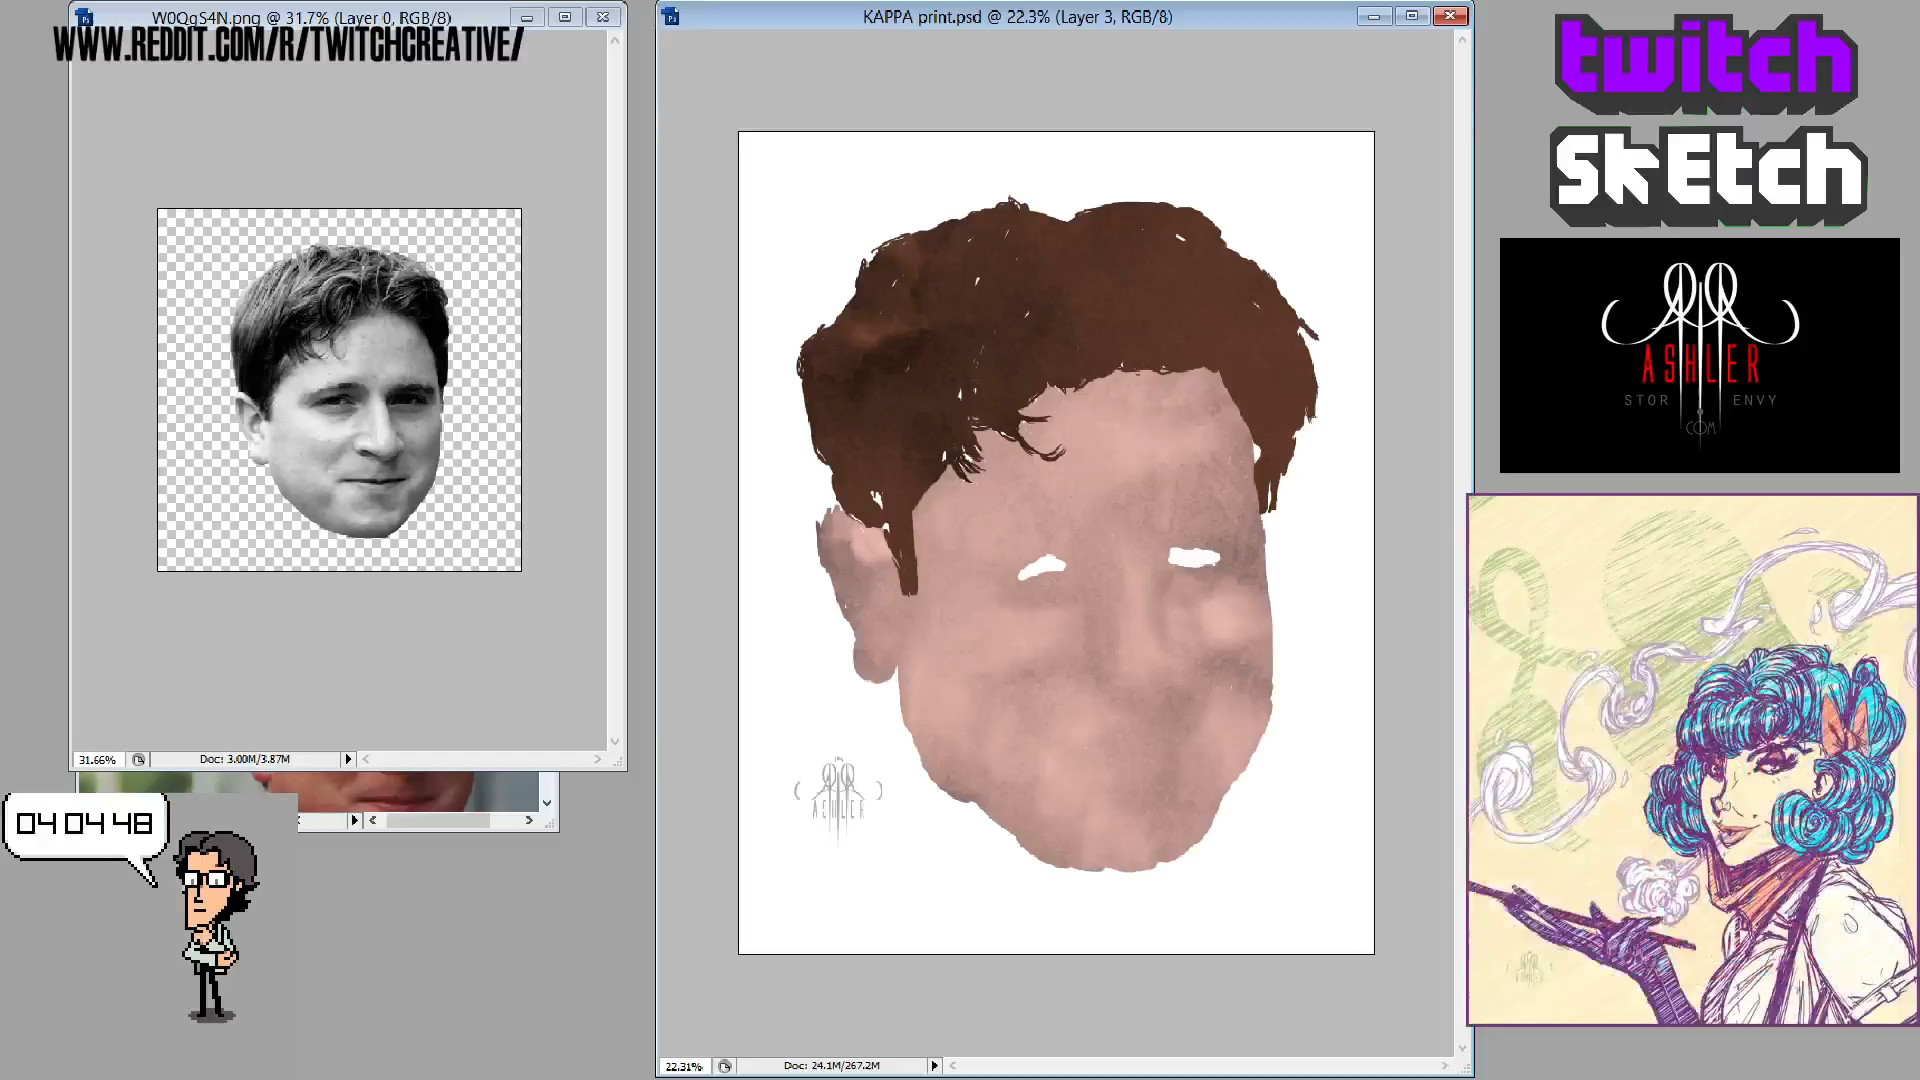 W0QgS4N.png @ 31.7% (Layer 0, RGB/8)
WWW.REDDIT.COM/R/TWITCHCREATIVE/
31.66%
Doc: 3.00M/3.87M
04 04 48
KAPPA print.psd @ 22.3% (Layer 3, RGB/8)
ASHLER
22.31%
Doc: 24.1M/267.2M
twitch
SkEtch
ASHLER
STOR ENVY
COM